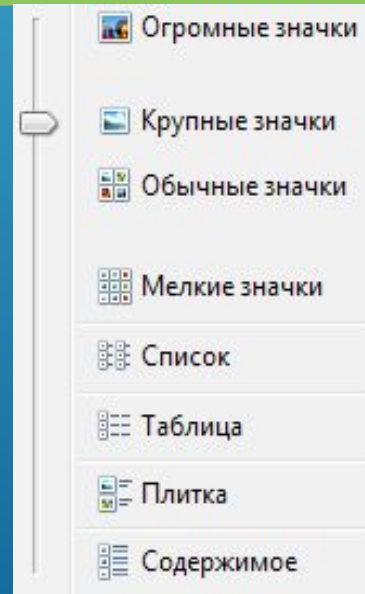 Огромные значки
Крупные значки
Обычные значки
Мелкие значки
Список
Таблица
Плитка
Содержимое